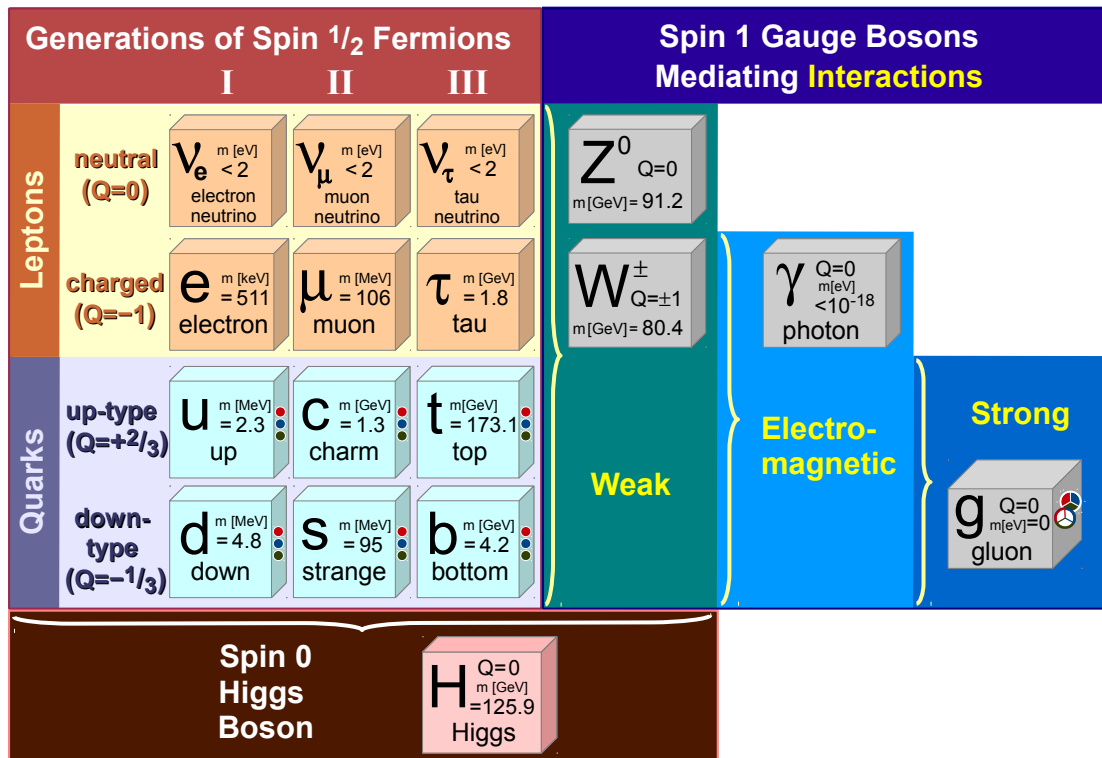 Generations of Spin 1/2 Fermions
I II III
Spin 1 Gauge Bosons
Mediating Interactions
Leptons
neutral
(Q=0)
νe m [eV]
<2
electron
neutrino
νμ m [eV]
<2
muon
neutrino
ντ m [eV]
<2
tau
neutrino
Z0 Q=0
m[GeV]= 91.2
charged
(Q=−1)
e m [keV]
=511
electron
μ m [MeV]
=106
muon
τ m [GeV]
=1.8
tau
W± Q=±1
m[GeV]= 80.4
γ Q=0
m[eV]
<10-18
photon
Quarks
up-type
(Q=+2/3)
u m [MeV]
=2.3
up
c m [GeV]
=1.3
charm
t m[GeV]
=173.1
top
down-
type
(Q=−1/3)
d m [MeV]
=4.8
down
s m [MeV]
=95
strange
b m [GeV]
=4.2
bottom
Weak
Electro-
magnetic
Strong
g Q=0
m[eV]=0
gluon
Spin 0
Higgs
Boson
H Q=0
m [GeV]
=125.9
Higgs